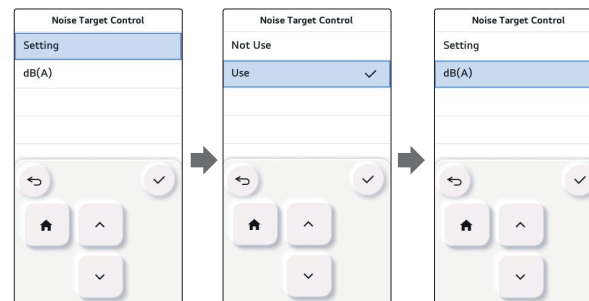 Noise Target Control
Setting
dB(A)
Noise Target Control
Not Use
Use
Noise Target Control
Setting
dB(A)